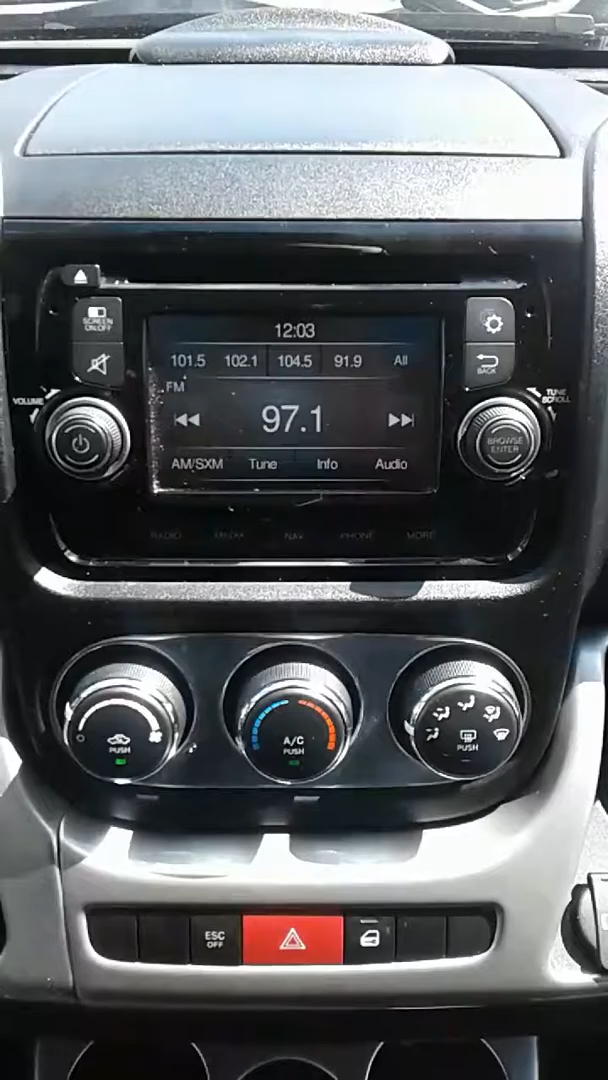 SCREEN
ON/OFF
12:03
101.5 102.1 104.5 91.9 All
FM
97.1
AM/SXM Tune Info Audio
VOLUME
BACK
TUNE
SCROLL
BROWSE
ENTER
RADIO MEDIA NAV PHONE MORE
PUSH
A/C
PUSH
PUSH
ESC
OFF